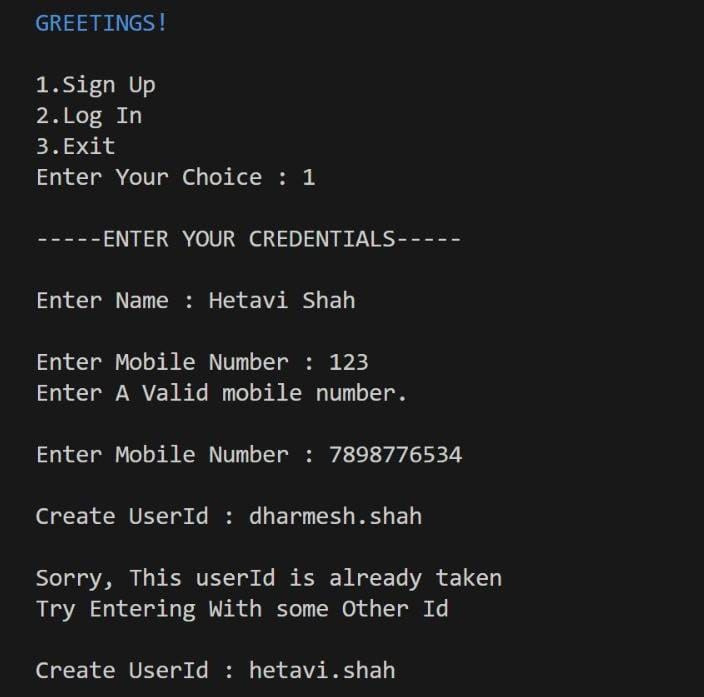 GREETINGS!
1.Sign Up
2.Log In
3.Exit
Enter Your Choice : 1
-----ENTER YOUR CREDENTIALS-----
Enter Name : Hetavi Shah
Enter Mobile Number : 123
Enter A Valid mobile number.
Enter Mobile Number : 7898776534
Create UserId : dharmesh.shah
Sorry, This userId is already taken
Try Entering With some Other Id
Create UserId : hetavi.shah